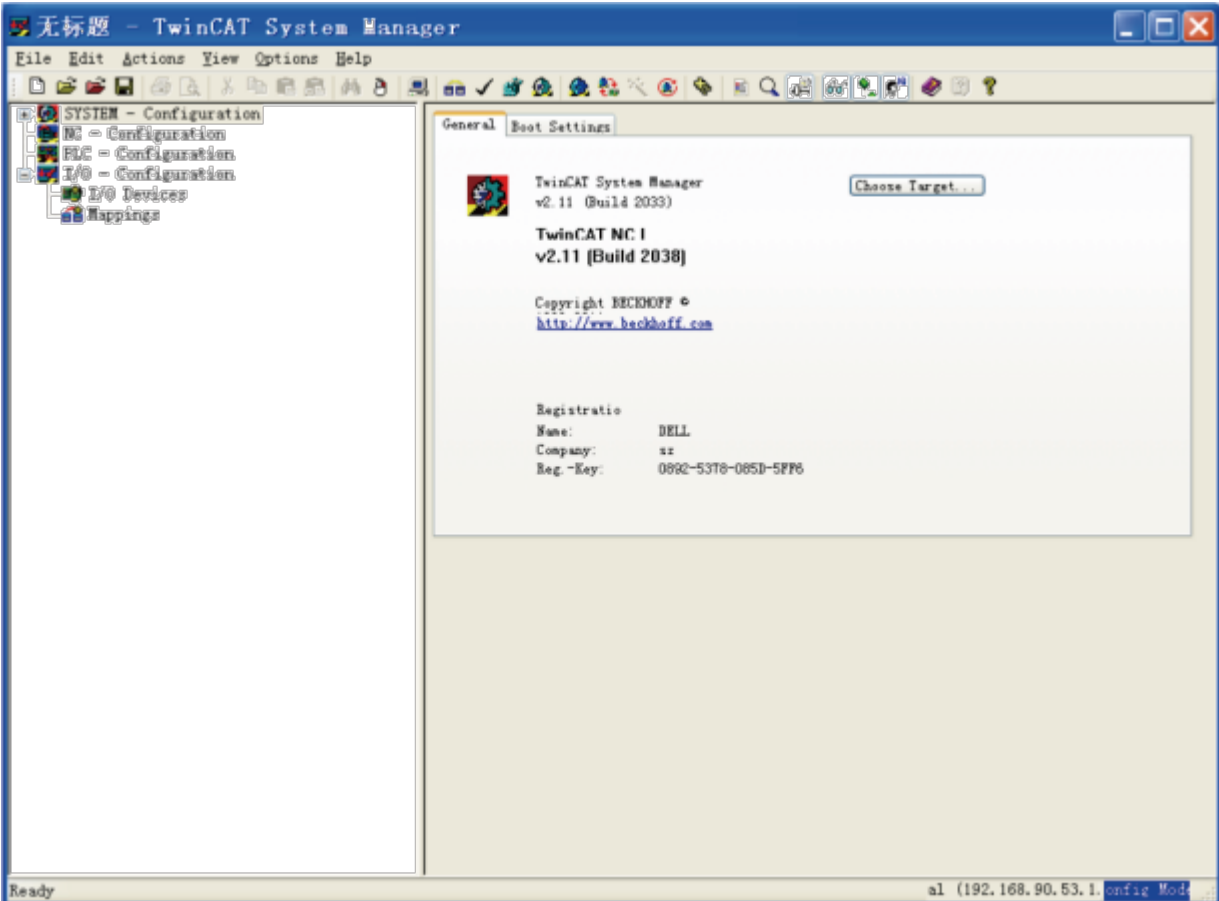 无标题 - TwinCAT System Manager
File Edit Actions View Options Help
SYSTEM - Configuration
NC - Configuration
PLC - Configuration
I/O - Configuration
I/O Devices
Mappings
General Boot Settings
TwinCAT System Manager
v2.11 (Build 2033)
Choose Target...
TwinCAT NC I
v2.11 (Build 2038)
Copyright BECKHOFF ©
http://www.beckhoff.com
Registratio
Name: DELL
Company:
Reg.-Key: 0892-5378-085D-5FF6
Ready
al (192.168.90.53.1. onfig Mode